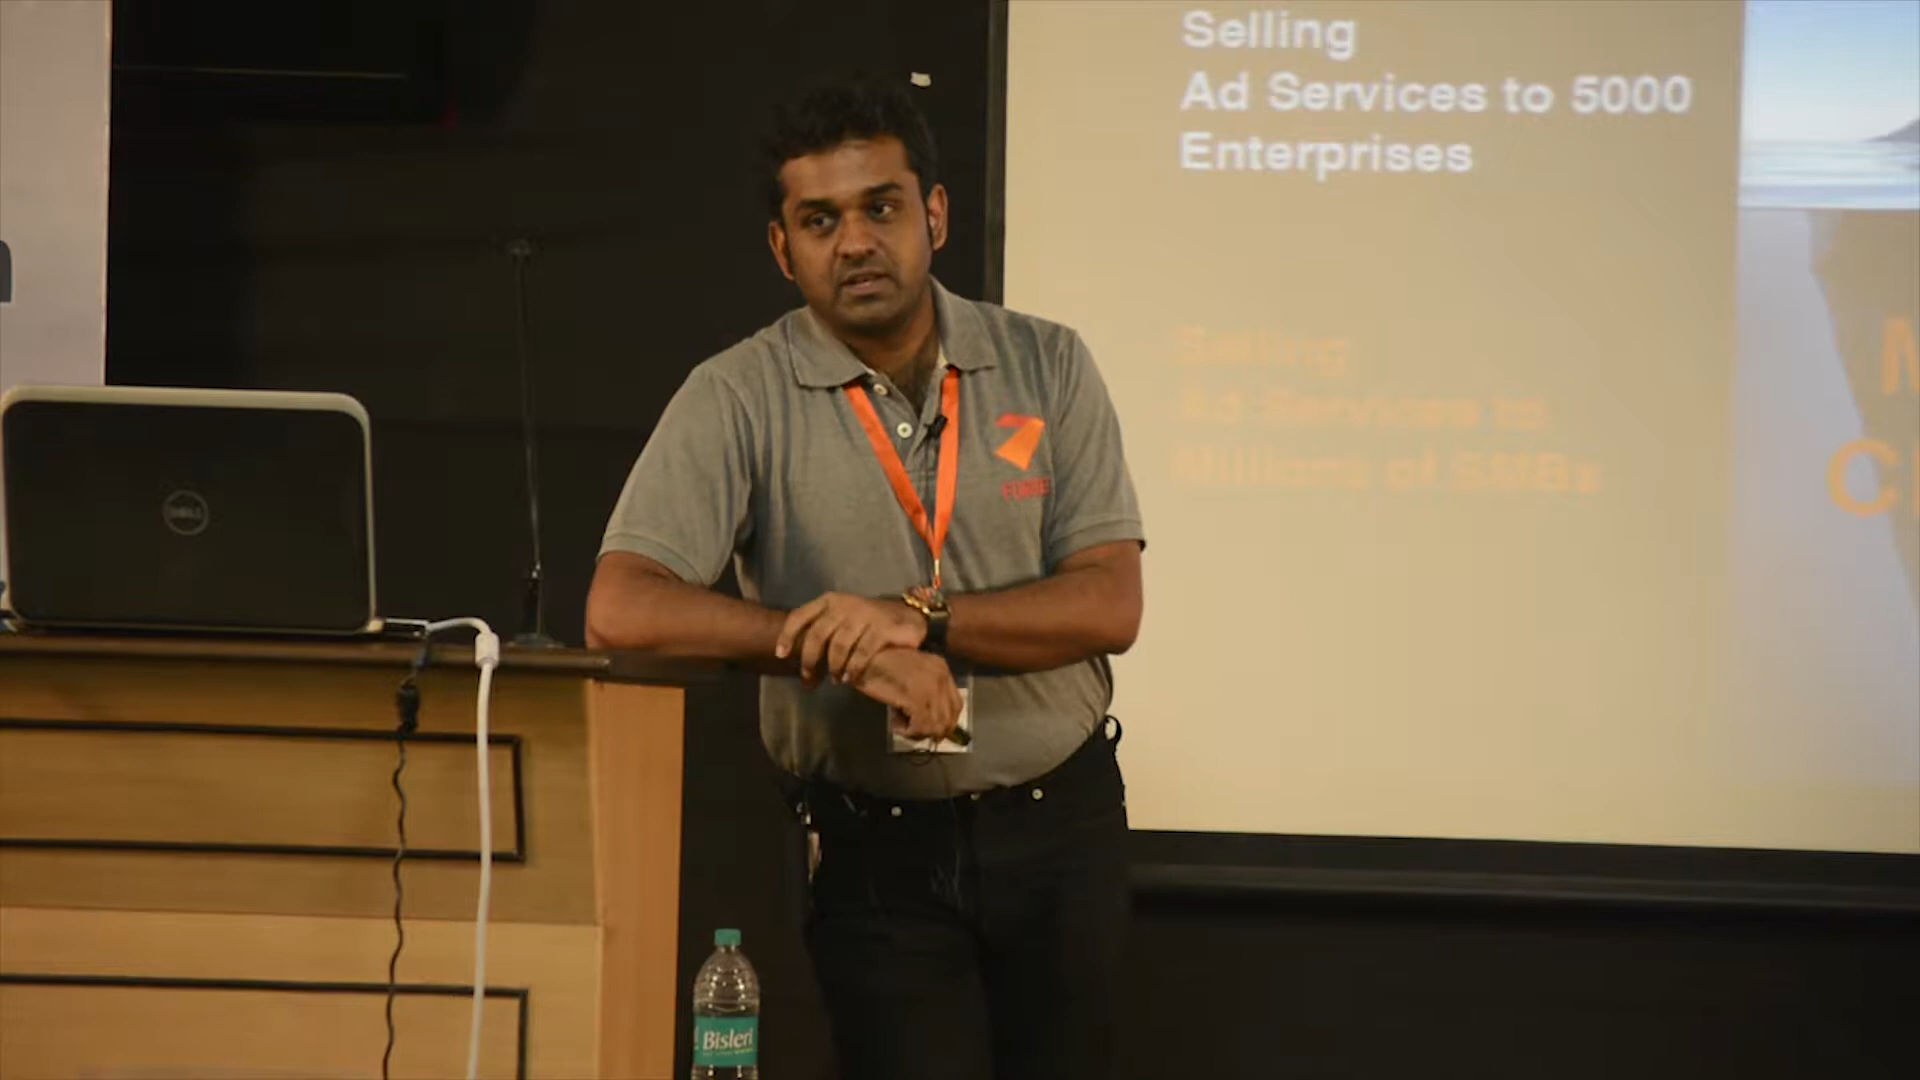 Selling
Ad Services to 5000
Enterprises
Selling
Ad Services to
Millions of SMBs
M
C
n
DELL
Bisleri